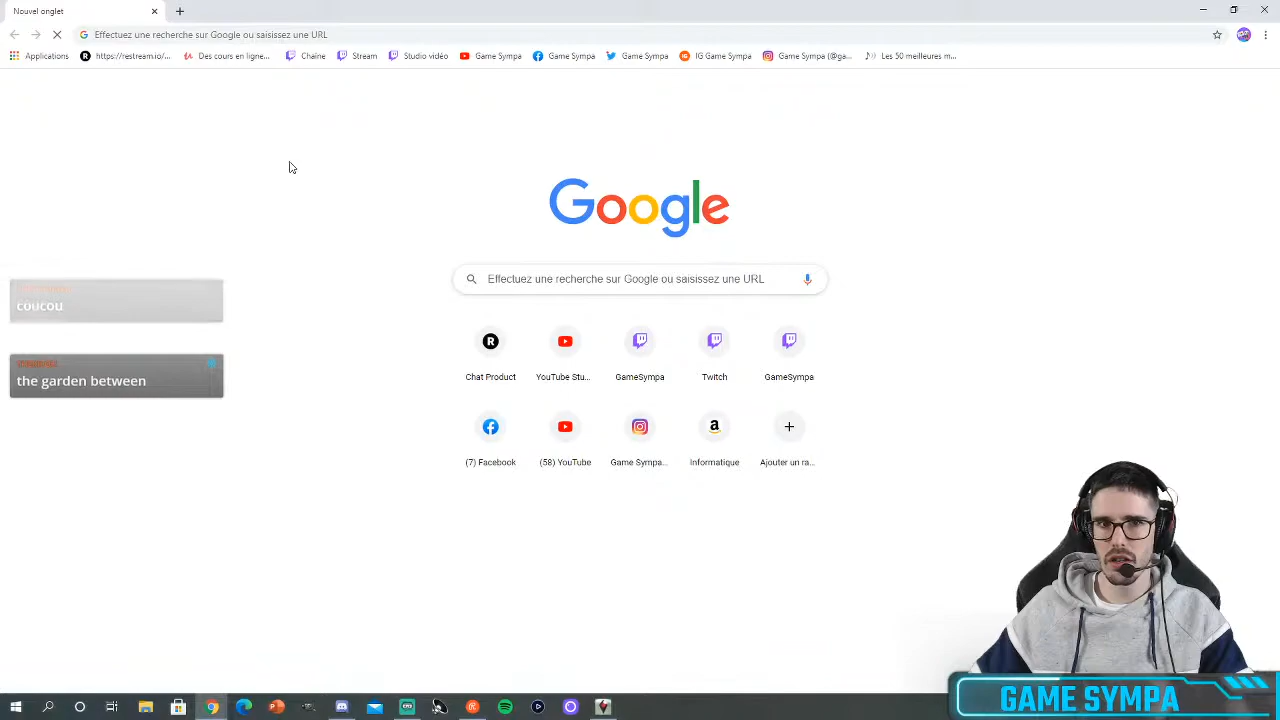 Nouvel onglet
Effectuez une recherche sur Google ou saisissez une URL
Applications https://restream.io/... Des cours en ligne... Chaîne Stream Studio vidéo Game Sympa Game Sympa Game Sympa IG Game Sympa Game Sympa (@ga... Les 50 meilleures m...
Google
Effectuez une recherche sur Google ou saisissez une URL
coucou
the garden between
Chat Product YouTube Stu... GameSympa Twitch GameSympa
(7) Facebook (58) YouTube Game Sympa... Informatique Ajouter un ra...
GAME SYMPA